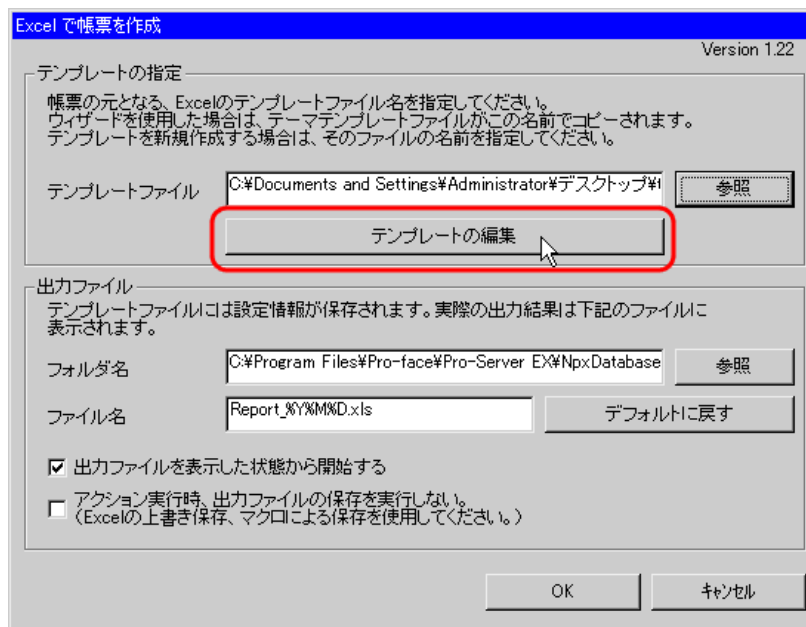 Excel で帳票を作成
Version 1.22
テンプレートの指定
帳票の元となる、Excelのテンプレートファイル名を指定してください。
ウィザードを使用した場合は、テーマテンプレートファイルがこの名前でコピーされます。
テンプレートを新規作成する場合は、そのファイルの名前を指定してください。
テンプレートファイル
C:¥Documents and Settings¥Administrator¥デスクトップ¥t
参照
テンプレートの編集
出力ファイル
テンプレートファイルには設定情報が保存されます。実際の出力結果は下記のファイルに
表示されます。
フォルダ名
C:¥Program Files¥Pro-face¥Pro-Server EX¥NpxDatabase
参照
ファイル名
Report_%Y%M%D.xls
デフォルトに戻す
出力ファイルを表示した状態から開始する
アクション実行時、出力ファイルの保存を実行しない。
（Excelの上書き保存、マクロによる保存を使用してください。）
OK
キャンセル